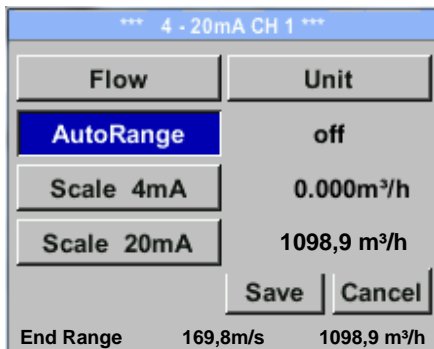 *** 4 - 20mA CH 1 ***
Flow Unit
AutoRange off
Scale 4mA 0.000m³/h
Scale 20mA 1098,9 m³/h
Save Cancel
End Range 169,8m/s 1098,9 m³/h